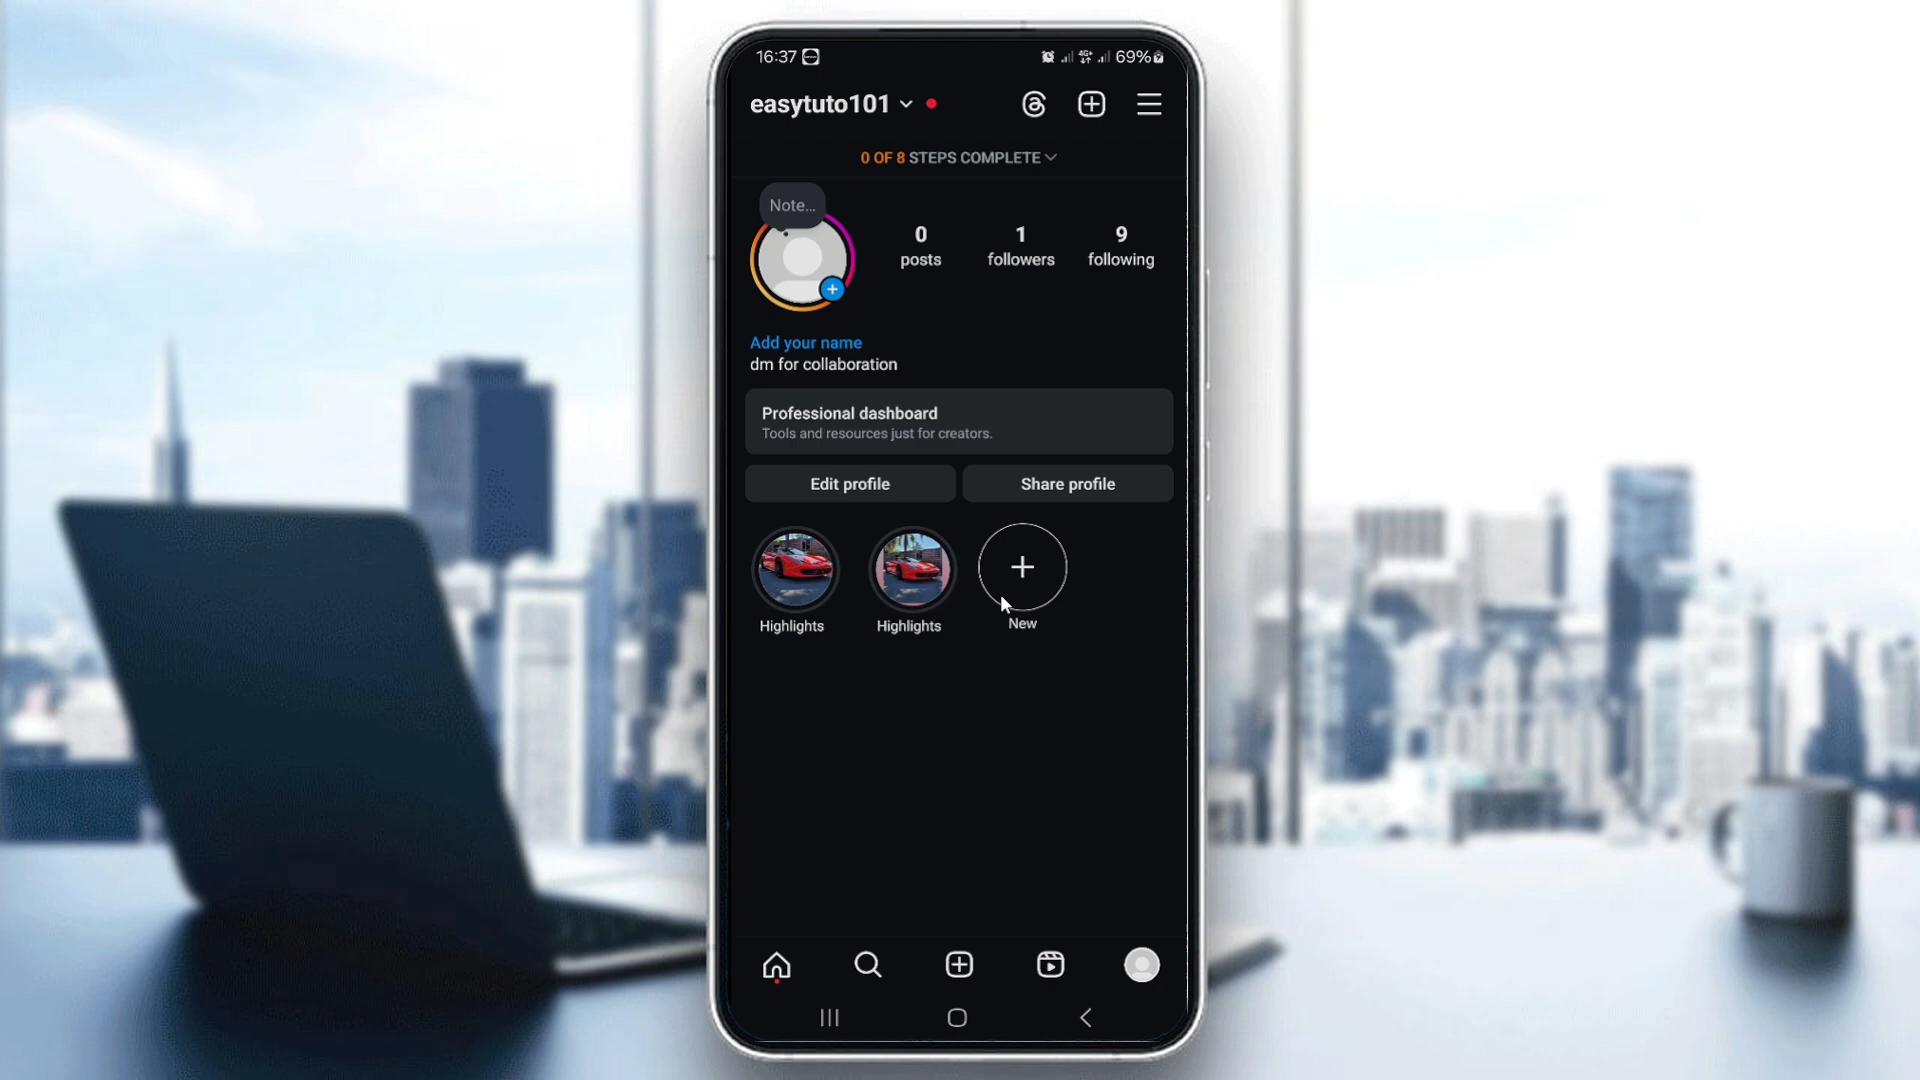 16:37
4G+ 69%
easytuto101
0 OF 8 STEPS COMPLETE
Note...
0 1 9
posts followers following
Add your name
dm for collaboration
Professional dashboard
Tools and resources just for creators.
Edit profile Share profile
Highlights Highlights New